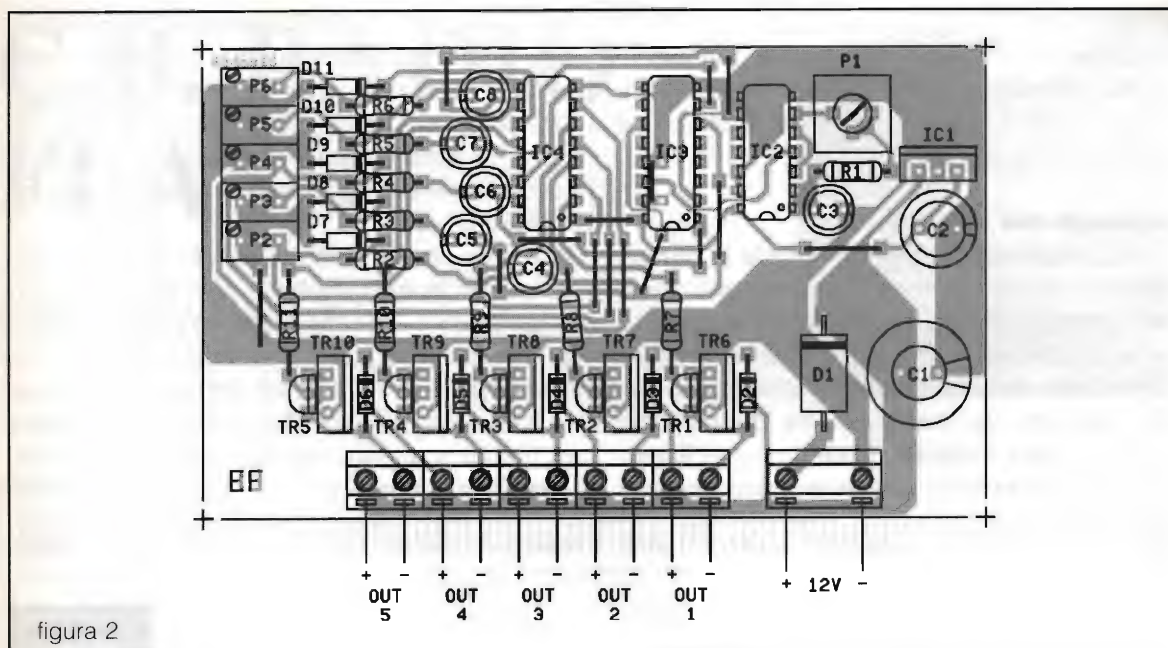 D11
P6
D10
R6
C8
P1
P5
D9
R5
C7
IC4
IC3
IC2
IC1
P4
D8
R4
C6
R1
P3
D7
R3
C5
C3
C2
P2
R2
C4
R11
R10
R9
R8
R7
TR10
TR9
TR8
TR7
TR6
D6
D5
D4
D3
D2
D1
C1
TR5
TR4
TR3
TR2
TR1
EF
+ - + - + - + - + - + 12V -
OUT OUT OUT OUT OUT
5 4 3 2 1
figura 2